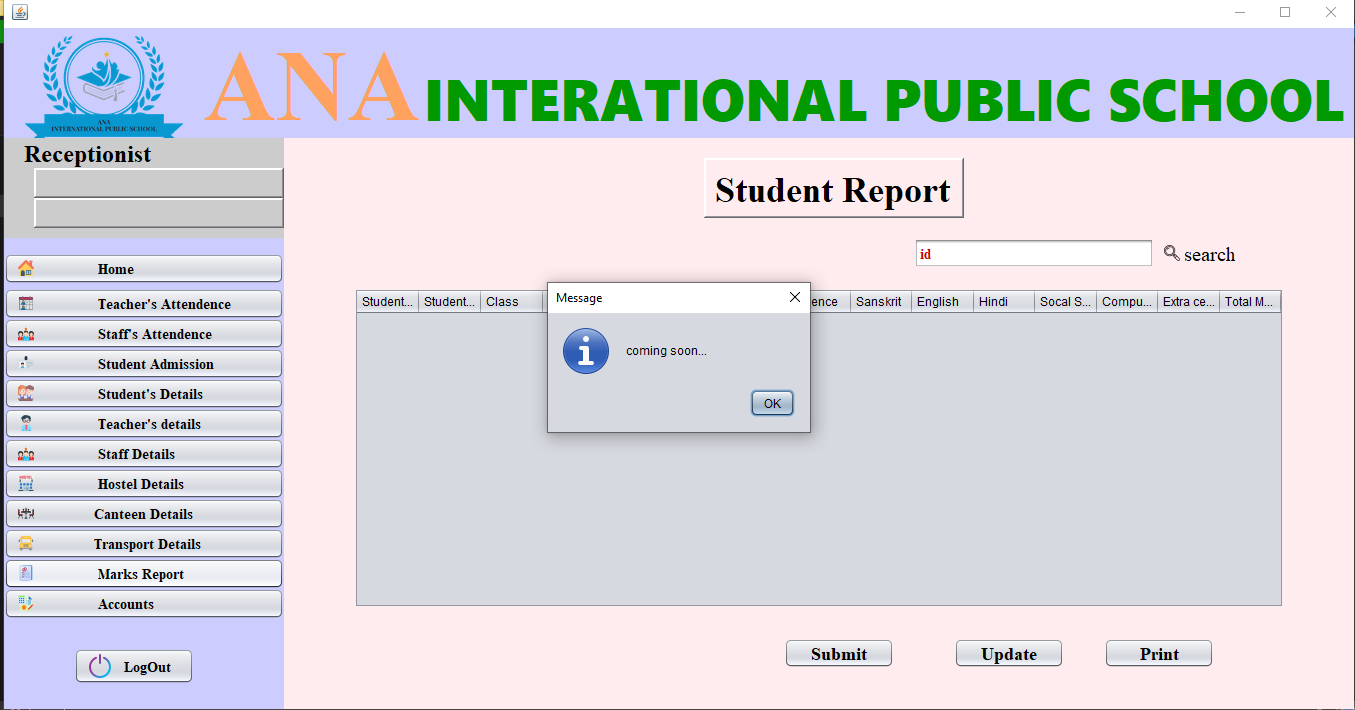 ANA INTERATIONAL PUBLIC SCHOOL
ANA
INTERNATIONAL PUBLIC SCHOOL
Receptionist
Home
Teacher's Attendence
Staff's Attendence
Student Admission
Student's Details
Teacher's details
Staff Details
Hostel Details
Canteen Details
Transport Details
Marks Report
Accounts
LogOut
Student Report
id
search
Student... Student... Class ence Sanskrit English Hindi Socal S... Compu... Extra ce... Total M...
Message
coming soon...
OK
Submit Update Print